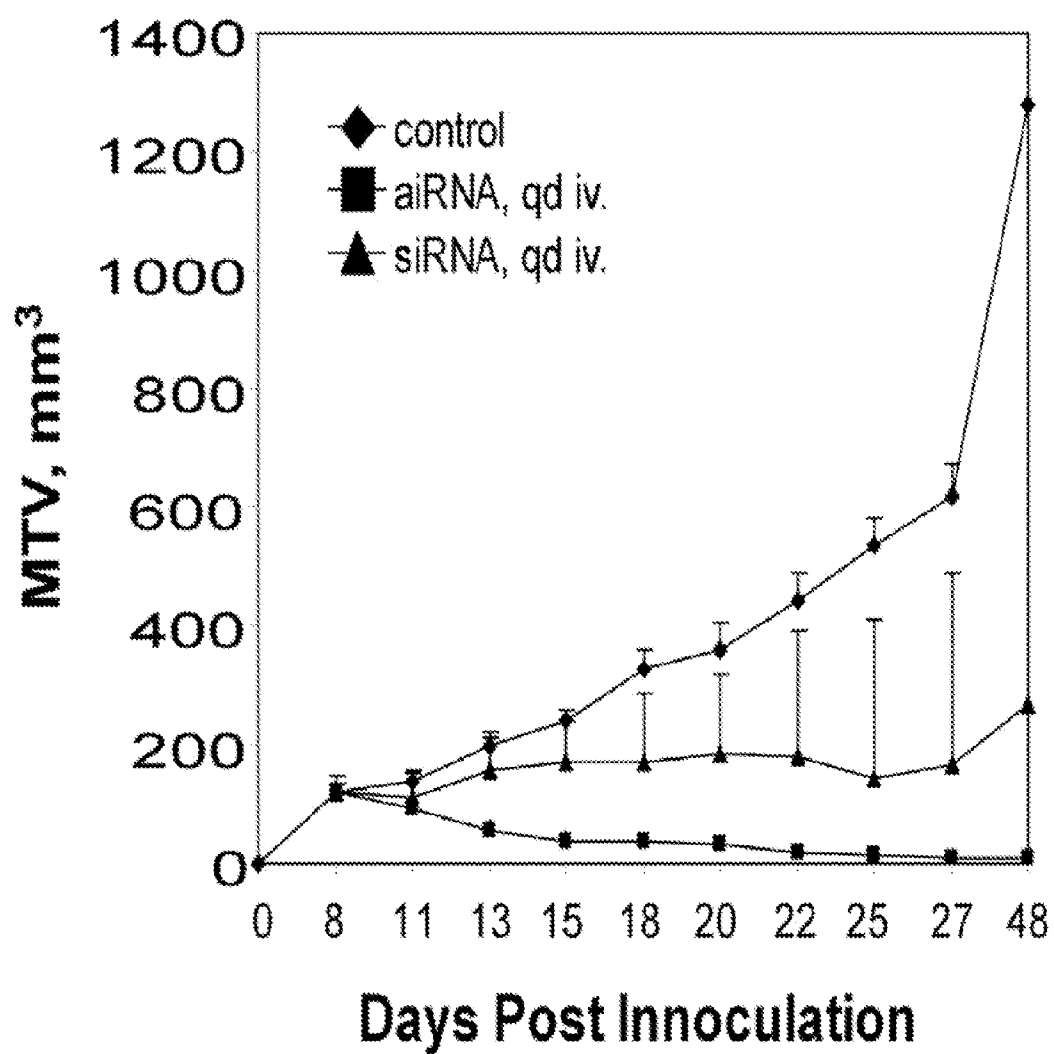 1400
1200
1000
800
600
400
200
0
MTV, mm³
control
aiRNA, qd iv.
siRNA, qd iv.
0 8 11 13 15 18 20 22 25 27 48
Days Post Innoculation